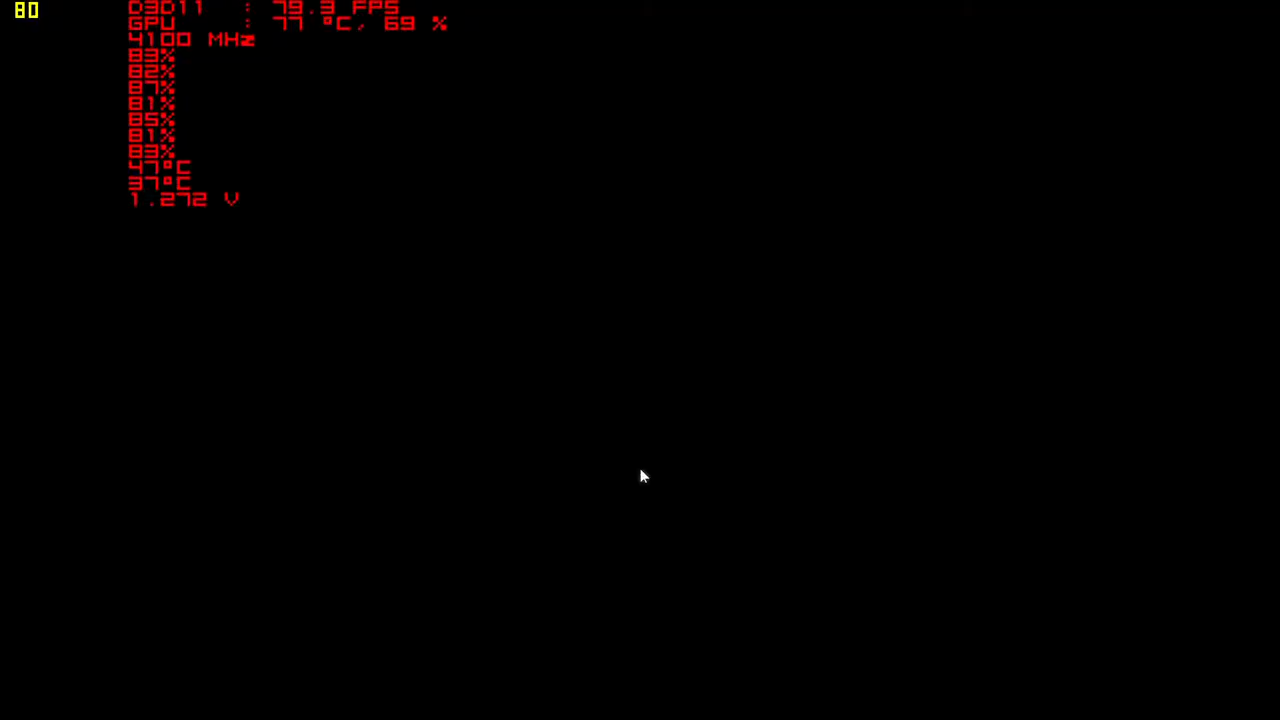 80
D3D11 : 79.3 FPS
GPU : 77 °C, 69 %
4100 MHz
83%
82%
87%
81%
85%
81%
83%
47°C
37°C
1.272 V